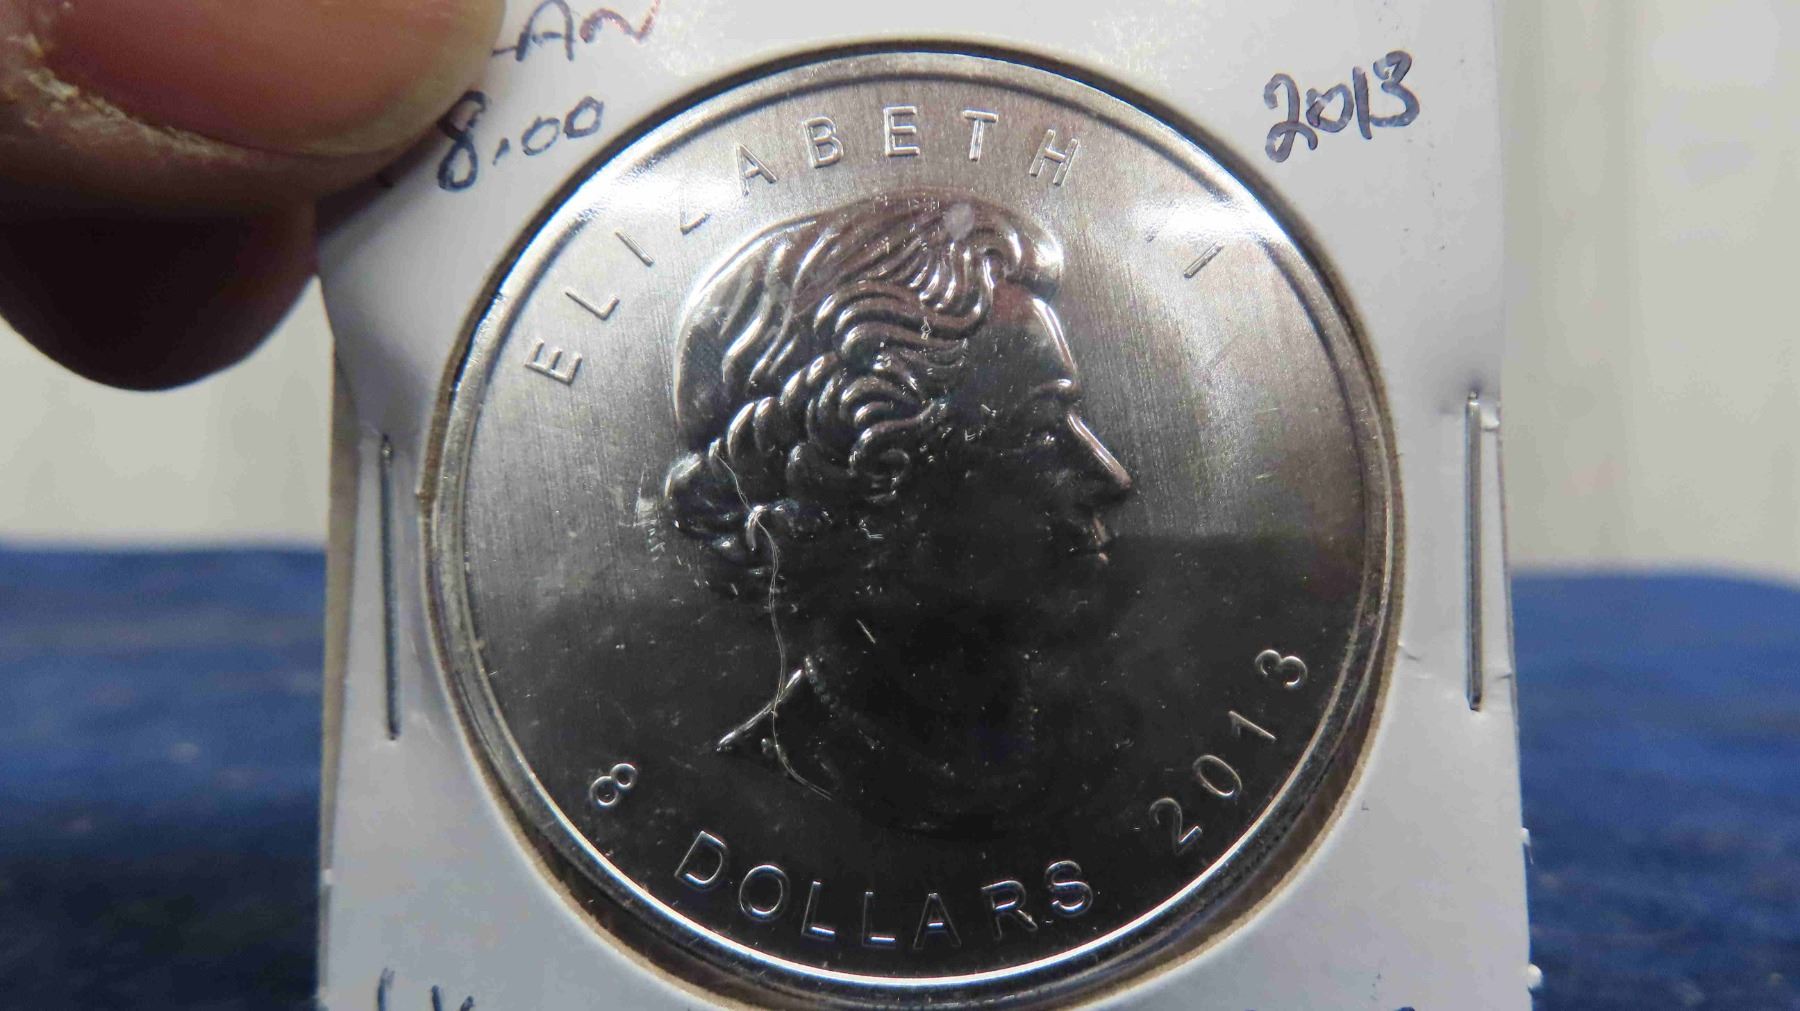 8.00
2013
ELIZABETH II
8 DOLLARS 2013